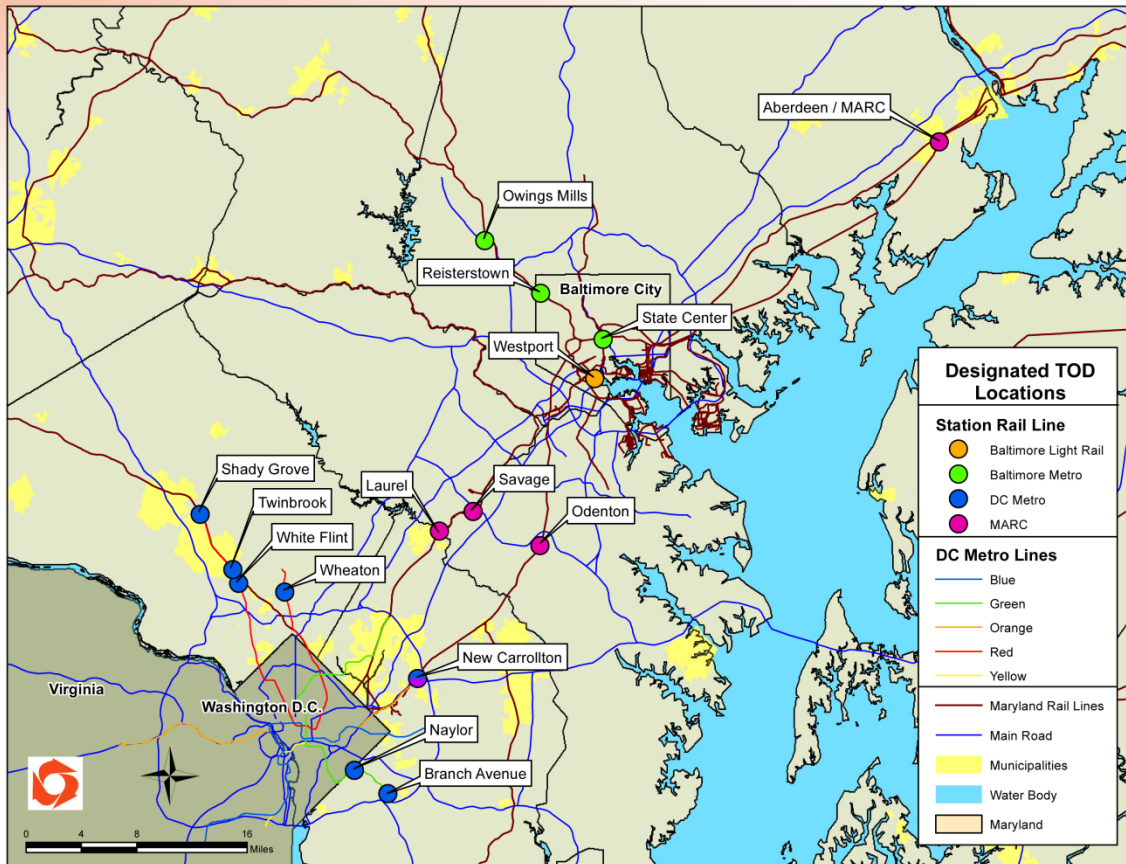 Aberdeen / MARC
Owings Mills
Reisterstown
Baltimore City
State Center
Westport
Shady Grove
Twinbrook
White Flint
Wheaton
Laurel
Savage
Odenton
New Carrollton
Virginia
Washington D.C.
Naylor
Branch Avenue
0 4 8 16
Miles
Designated TOD
Locations
Station Rail Line
Baltimore Light Rail
Baltimore Metro
DC Metro
MARC
DC Metro Lines
Blue
Green
Orange
Red
Yellow
Maryland Rail Lines
Main Road
Municipalities
Water Body
Maryland